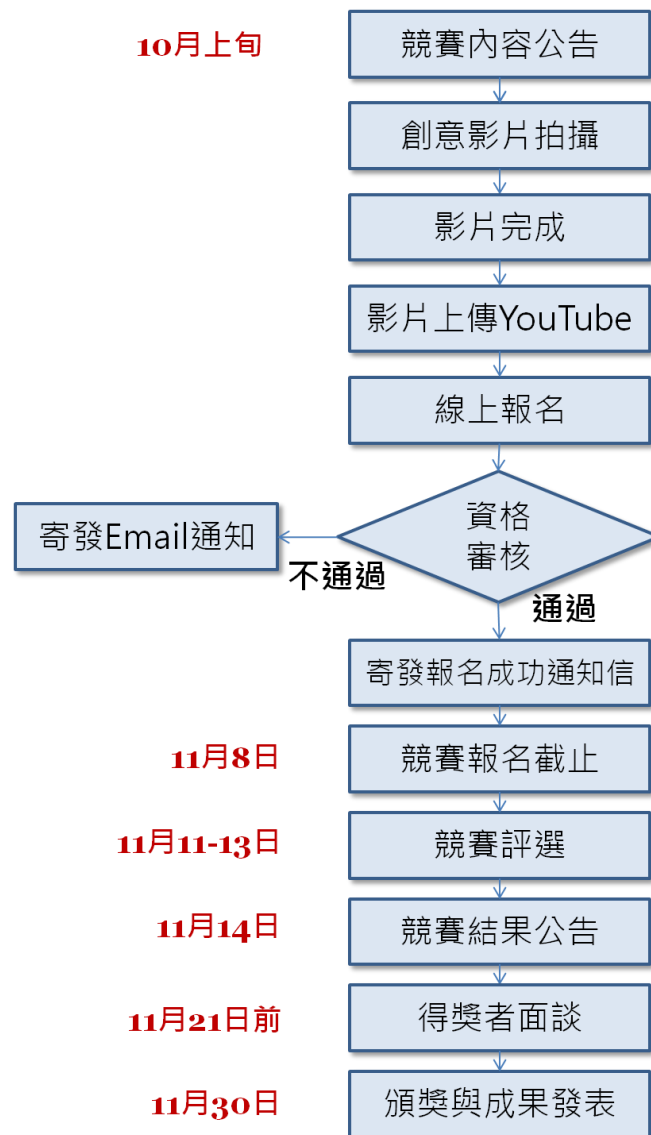 10月上旬
競賽內容公告
創意影片拍攝
影片完成
影片上傳YouTube
線上報名
資格
審核
寄發Email通知
不通過
通過
寄發報名成功通知信
11月8日
競賽報名截止
11月11-13日
競賽評選
11月14日
競賽結果公告
11月21日前
得獎者面談
11月30日
頒獎與成果發表